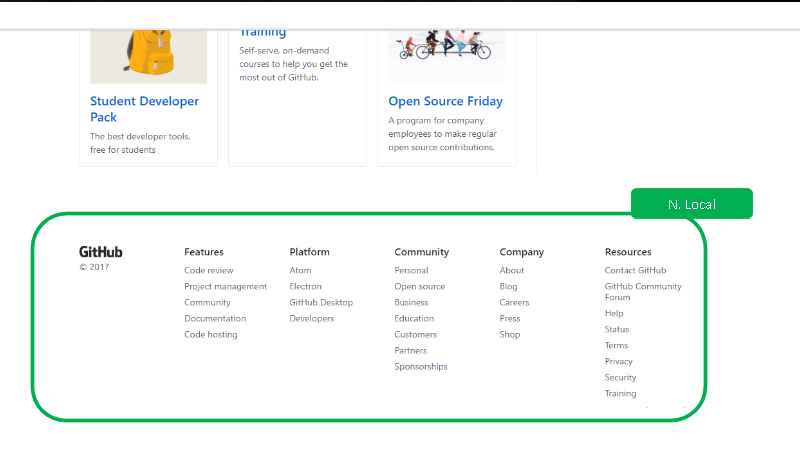 Training
Self-serve, on-demand
courses to help you get the
most out of GitHub.
Student Developer
Pack
The best developer tools,
free for students
Open Source Friday
A program for company
employees to make regular
open source contributions.
N. Local
GitHub
© 2017
Features
Code review
Project management
Community
Documentation
Code hosting
Platform
Atom
Electron
GitHub Desktop
Developers
Community
Personal
Open source
Business
Education
Customers
Partners
Sponsorships
Company
About
Blog
Careers
Press
Shop
Resources
Contact GitHub
GitHub Community
Forum
Help
Status
Terms
Privacy
Security
Training